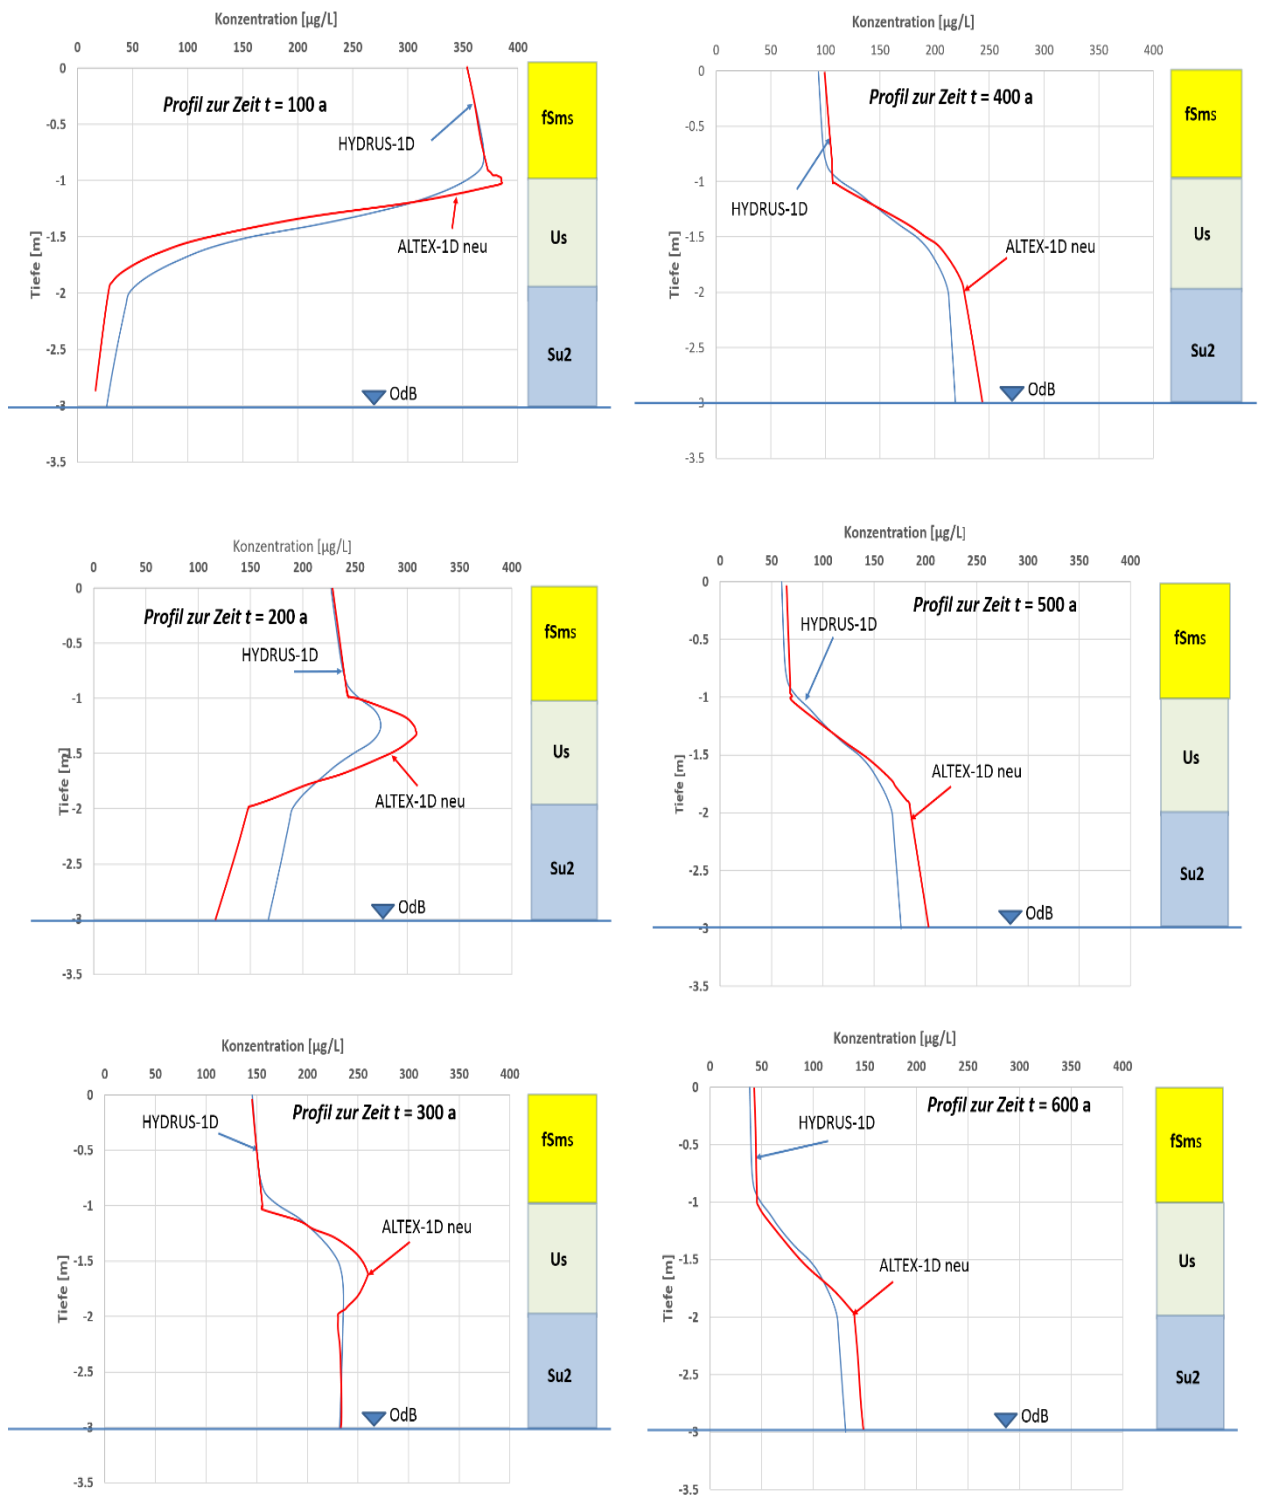 Konzentration [µg/L]
0 50 100 150 200 250 300 350 400
0
Profil zur Zeit t = 100 a
-0.5
HYDRUS-1D
fSms
-1
ALTEX-1D neu
-1.5
Us
Tiefe [m]
-2
-2.5
Su2
OdB
-3
-3.5
Konzentration [µg/L]
0 50 100 150 200 250 300 350 400
0
Profil zur Zeit t = 400 a
-0.5
fSms
-1
HYDRUS-1D
-1.5
Us
ALTEX-1D neu
Tiefe [m]
-2
-2.5
Su2
OdB
-3
-3.5
Konzentration [µg/L]
0 50 100 150 200 250 300 350 400
0
Profil zur Zeit t = 200 a
-0.5
fSms
HYDRUS-1D
-1
-1.5
Us
Tiefe [m]
ALTEX-1D neu
-2
-2.5
Su2
OdB
-3
-3.5
Konzentration [µg/L]
0 50 100 150 200 250 300 350 400
0
Profil zur Zeit t = 500 a
HYDRUS-1D
-0.5
fSms
-1
-1.5
Us
ALTEX-1D neu
Tiefe [m]
-2
-2.5
Su2
OdB
-3
-3.5
Konzentration [µg/L]
0 50 100 150 200 250 300 350 400
0
Profil zur Zeit t = 300 a
HYDRUS-1D
-0.5
fSms
-1
ALTEX-1D neu
-1.5
Us
Tiefe [m]
-2
-2.5
Su2
OdB
-3
-3.5
Konzentration [µg/L]
0 50 100 150 200 250 300 350 400
0
Profil zur Zeit t = 600 a
HYDRUS-1D
-0.5
fSms
-1
-1.5
Us
ALTEX-1D neu
Tiefe [m]
-2
-2.5
Su2
OdB
-3
-3.5